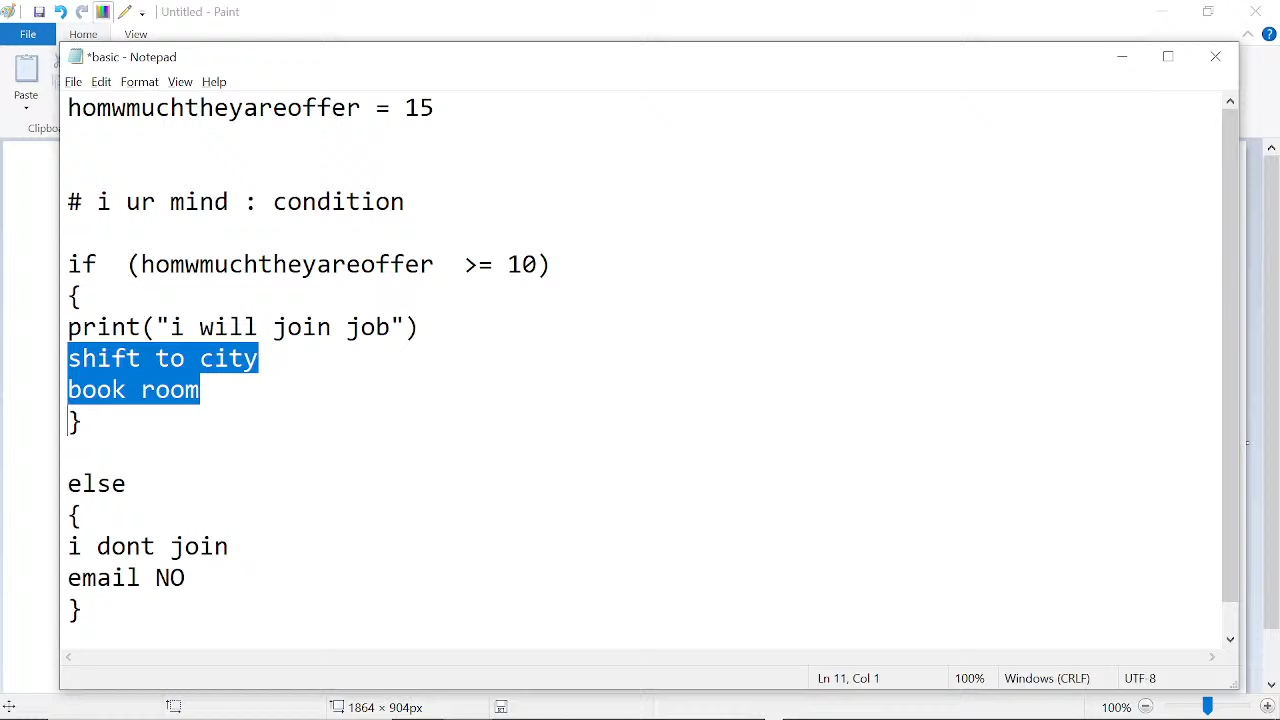 Untitled - Paint
File Home View
Paste
Clipbo
*basic - Notepad
File Edit Format View Help
homwmuchtheyareoffer = 15
# i ur mind : condition
if  (homwmuchtheyareoffer  >= 10)
{
print("i will join job")
shift to city
book room
}
else
{
i dont join
email NO
}
Ln 11, Col 1 100% Windows (CRLF) UTF-8
1864 × 904px 100%